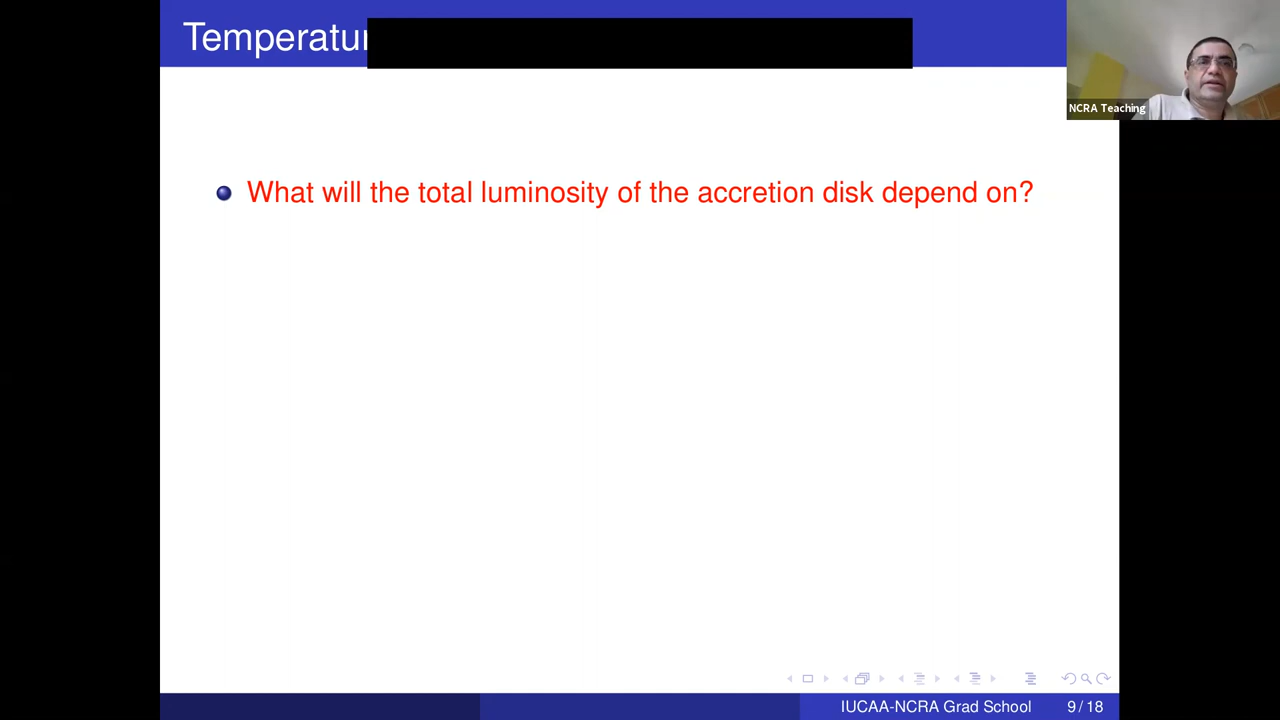 NCRA Teaching
What will the total luminosity of the accretion disk depend on?
IUCAA-NCRA Grad School 9 / 18